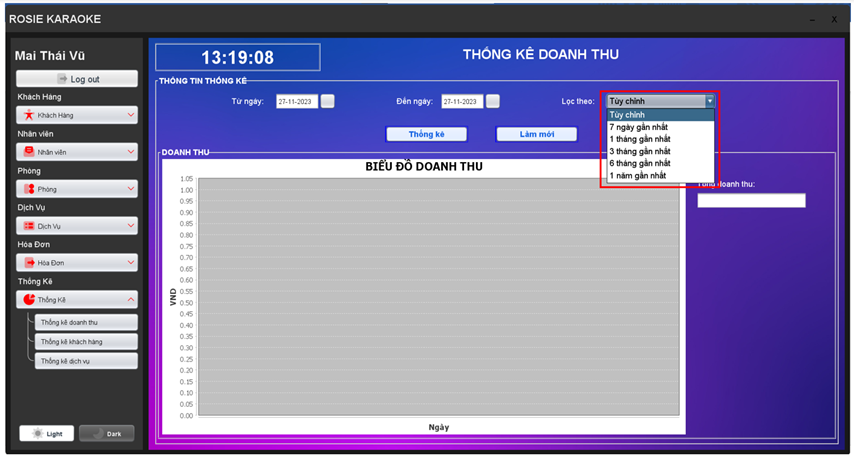 ROSIE KARAOKE
– X
Mai Thái Vũ
Log out
Khách Hàng
Khách Hàng
Nhân viên
Nhân viên
Phòng
Phòng
Dịch Vụ
Dịch Vụ
Hóa Đơn
Hóa Đơn
Thống Kê
Thống Kê
Thống kê doanh thu
Thống kê khách hàng
Thống kê dịch vụ
Light
Dark
13:19:08
THỐNG KÊ DOANH THU
THÔNG TIN THỐNG KÊ
Từ ngày: 27-11-2023
Đến ngày: 27-11-2023
Lọc theo: Tùy chỉnh
Tùy chỉnh
7 ngày gần nhất
1 tháng gần nhất
3 tháng gần nhất
6 tháng gần nhất
1 năm gần nhất
Thống kê
Làm mới
DOANH THU
BIỂU ĐỒ DOANH THU
1.05
1.00
0.95
0.90
0.85
0.80
0.75
0.70
0.65
0.60
0.55
0.50
0.45
0.40
0.35
0.30
0.25
0.20
0.15
0.10
0.05
0.00
VND
Ngày
Tổng doanh thu: